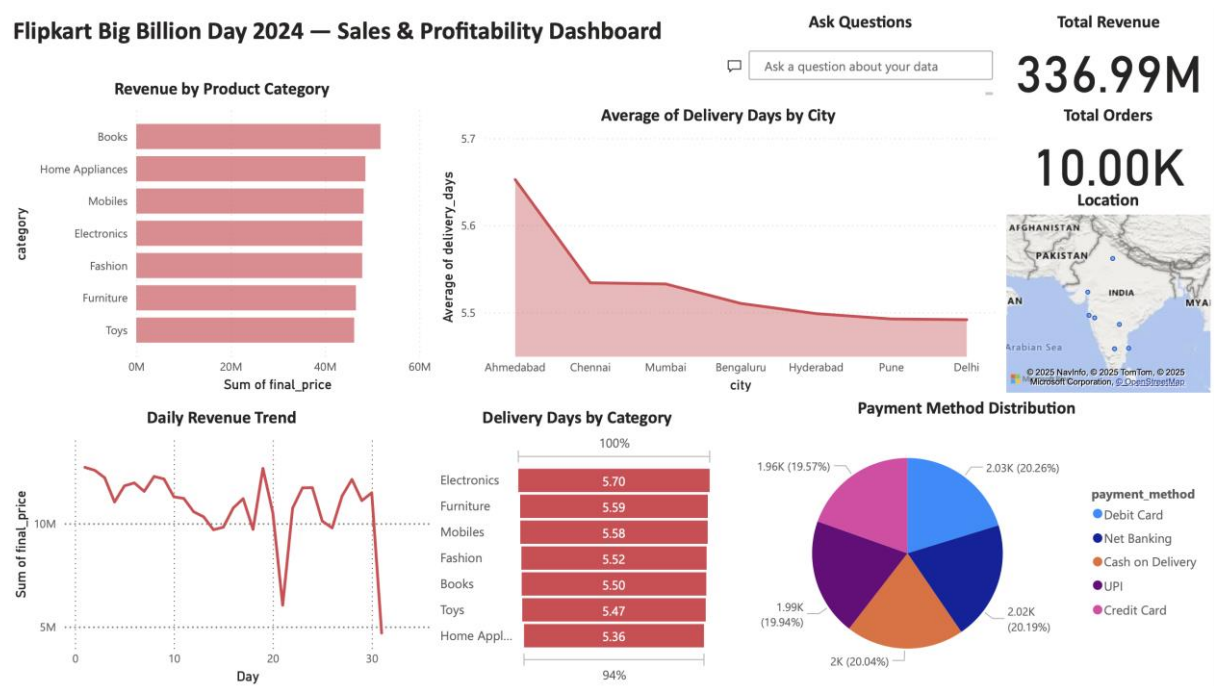 Flipkart Big Billion Day 2024 — Sales & Profitability Dashboard
Ask Questions
Ask a question about your data
Total Revenue
336.99M
Total Orders
10.00K
Location
AFGHANISTAN
PAKISTAN
INDIA
AN
MYA
Arabian Sea
© 2025 NavInfo, © 2025 TomTom, © 2025
Microsoft Corporation, © OpenStreetMap
Revenue by Product Category
category
Books
Home Appliances
Mobiles
Electronics
Fashion
Furniture
Toys
0M
20M
40M
60M
Sum of final_price
Average of Delivery Days by City
Average of delivery_days
5.7
5.6
5.5
Ahmedabad
Chennai
Mumbai
Bengaluru
Hyderabad
Pune
Delhi
city
Daily Revenue Trend
Sum of final_price
10M
5M
0
10
20
30
Day
Delivery Days by Category
100%
Electronics 5.70
Furniture 5.59
Mobiles 5.58
Fashion 5.52
Books 5.50
Toys 5.47
Home Appl... 5.36
94%
Payment Method Distribution
1.96K (19.57%)
2.03K (20.26%)
1.99K
(19.94%)
2.02K
(20.19%)
2K (20.04%)
payment_method
Debit Card
Net Banking
Cash on Delivery
UPI
Credit Card